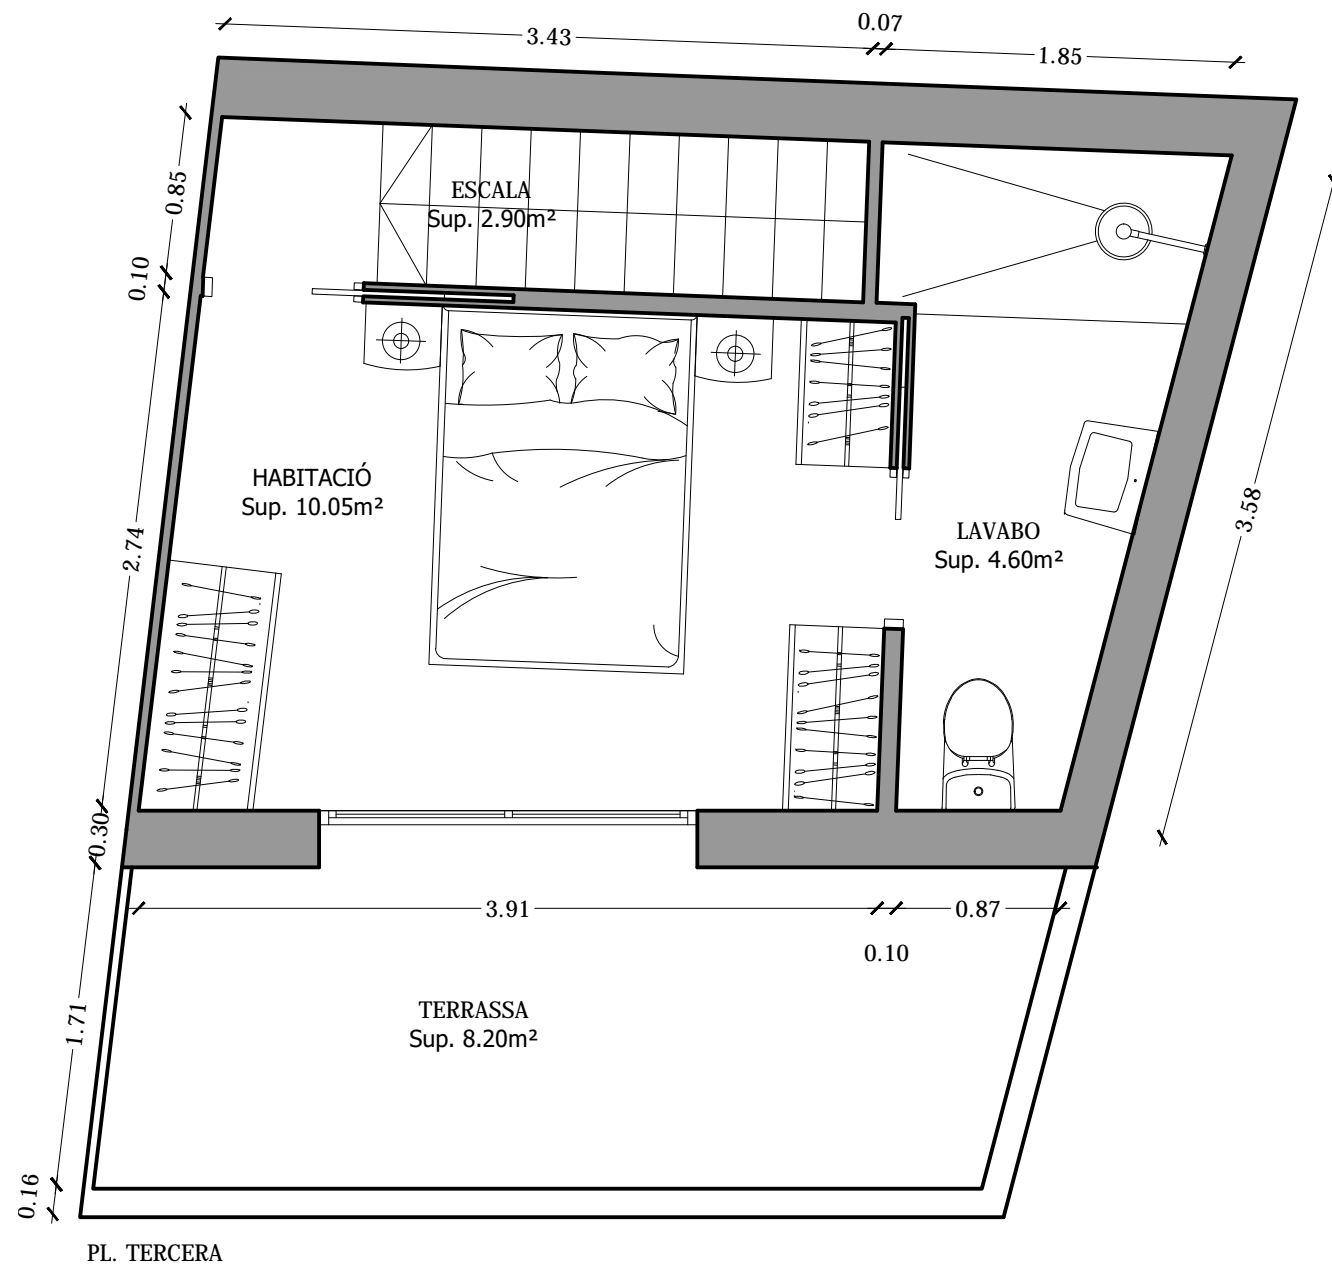 0.07
3.43
1.85
0.85
ESCALA
Sup. 2.90m²
0.10
HABITACIÓ
Sup. 10.05m²
3.58
2.74
LAVABO
Sup. 4.60m²
0.30
3.91
0.87
0.10
TERRASSA
Sup. 8.20m²
1.71
0.16
PL. TERCERA